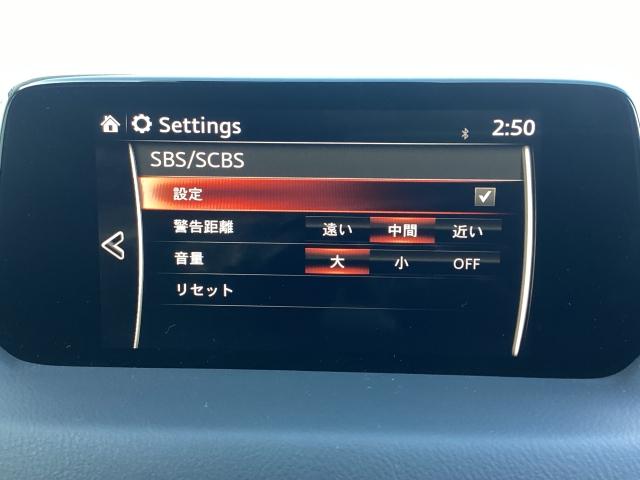 Settings 2:50
SBS/SCBS
設定
警告距離 遠い 中間 近い
音量 大 小 OFF
リセット